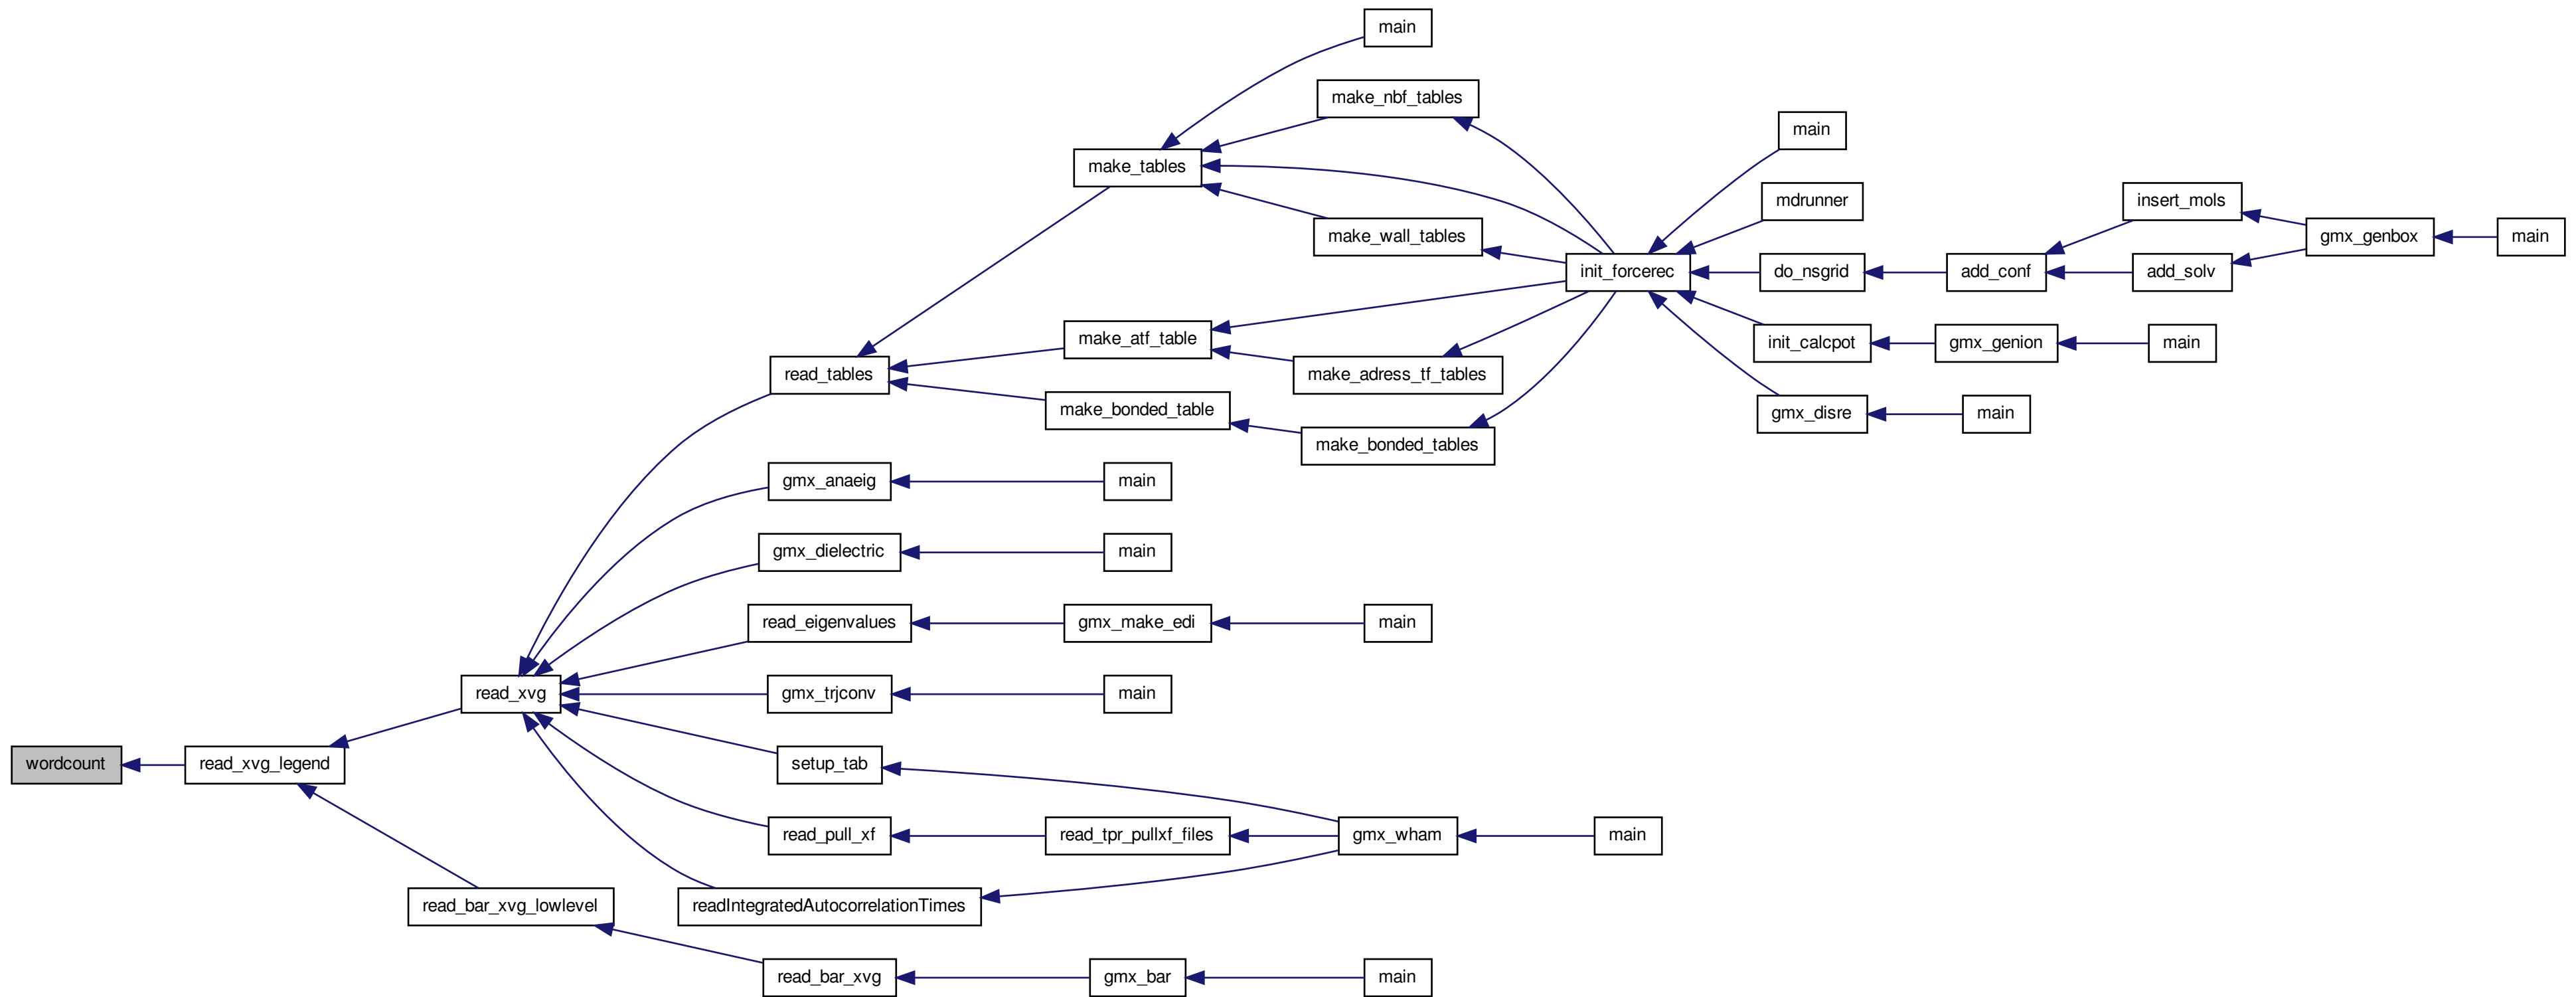 main
make_nbf_tables
main
make_tables
mdrunner
insert_mols
make_wall_tables
gmx_genbox
main
init_forcerec
do_nsgrid
add_conf
add_solv
make_atf_table
init_calcpot
gmx_genion
main
read_tables
make_adress_tf_tables
make_bonded_table
gmx_disre
main
make_bonded_tables
gmx_anaeig
main
gmx_dielectric
main
read_eigenvalues
gmx_make_edi
main
read_xvg
gmx_trjconv
main
wordcount
read_xvg_legend
setup_tab
read_pull_xf
read_tpr_pullxf_files
gmx_wham
main
read_bar_xvg_lowlevel
readIntegratedAutocorrelationTimes
read_bar_xvg
gmx_bar
main